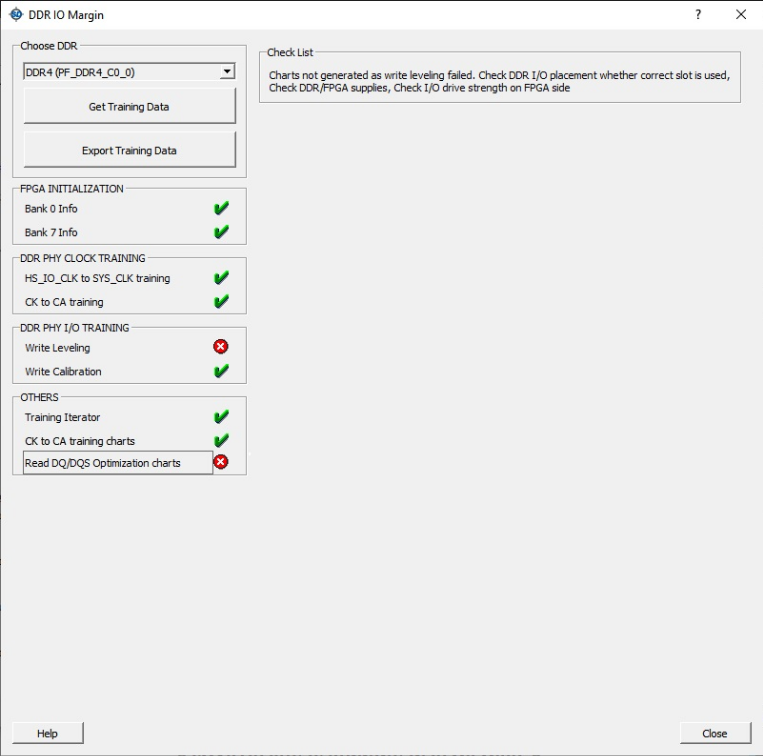 DDR IO Margin
?
Choose DDR
DDR4 (PF_DDR4_C0_0)
Get Training Data
Export Training Data
FPGA INITIALIZATION
Bank 0 Info
Bank 7 Info
DDR PHY CLOCK TRAINING
HS_IO_CLK to SYS_CLK training
CK to CA training
DDR PHY I/O TRAINING
Write Leveling
Write Calibration
OTHERS
Training Iterator
CK to CA training charts
Read DQ/DQS Optimization charts
Check List
Charts not generated as write leveling failed. Check DDR I/O placement whether correct slot is used,
Check DDR/FPGA supplies, Check I/O drive strength on FPGA side
Help
Close